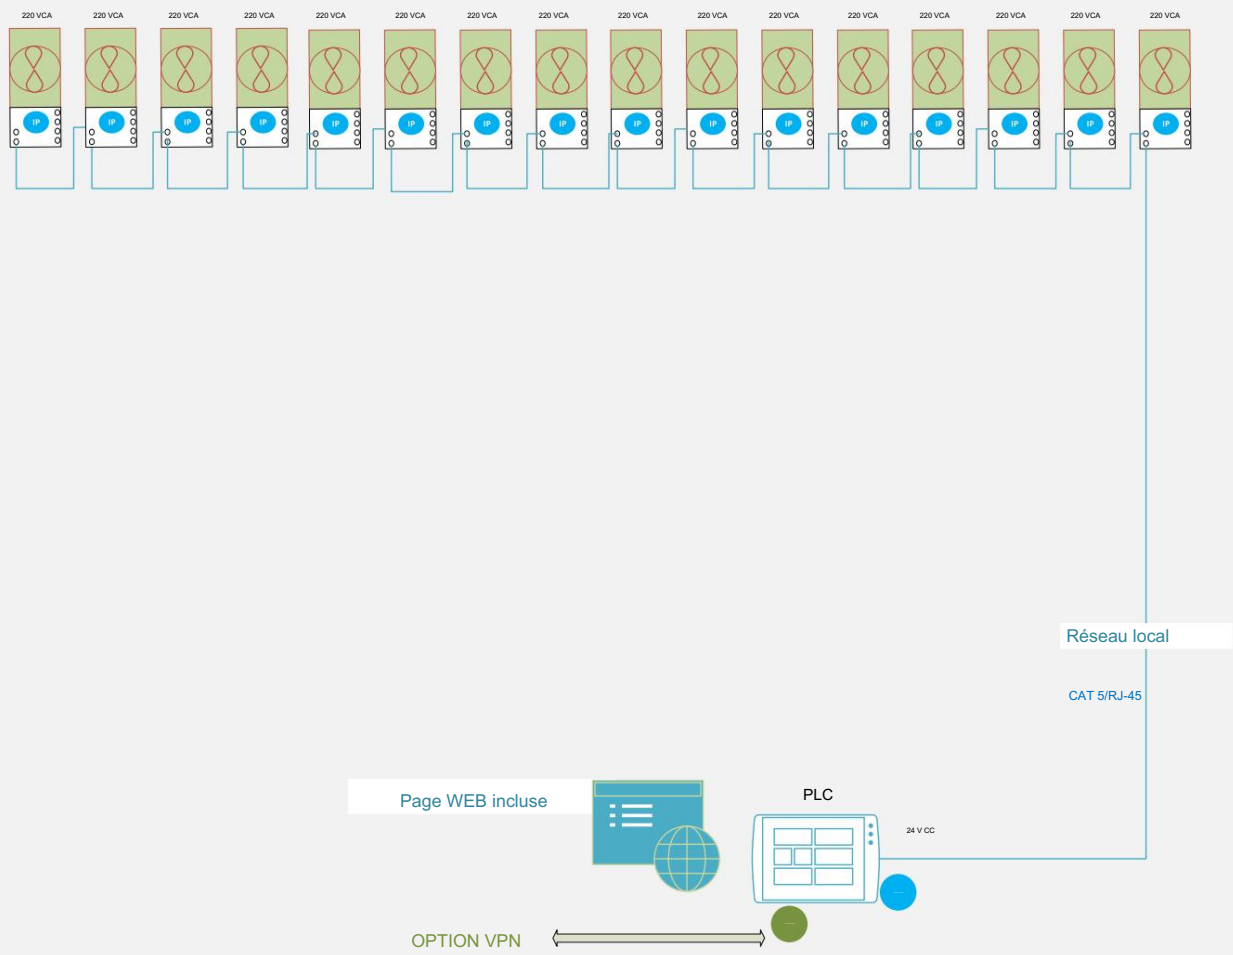 220 VCA 220 VCA 220 VCA 220 VCA 220 VCA 220 VCA 220 VCA 220 VCA 220 VCA 220 VCA 220 VCA 220 VCA 220 VCA 220 VCA 220 VCA 220 VCA
IP IP IP IP IP IP IP IP IP IP IP IP IP IP IP IP
Réseau local
CAT 5/RJ-45
PLC
Page WEB incluse
24 V CC
OPTION VPN